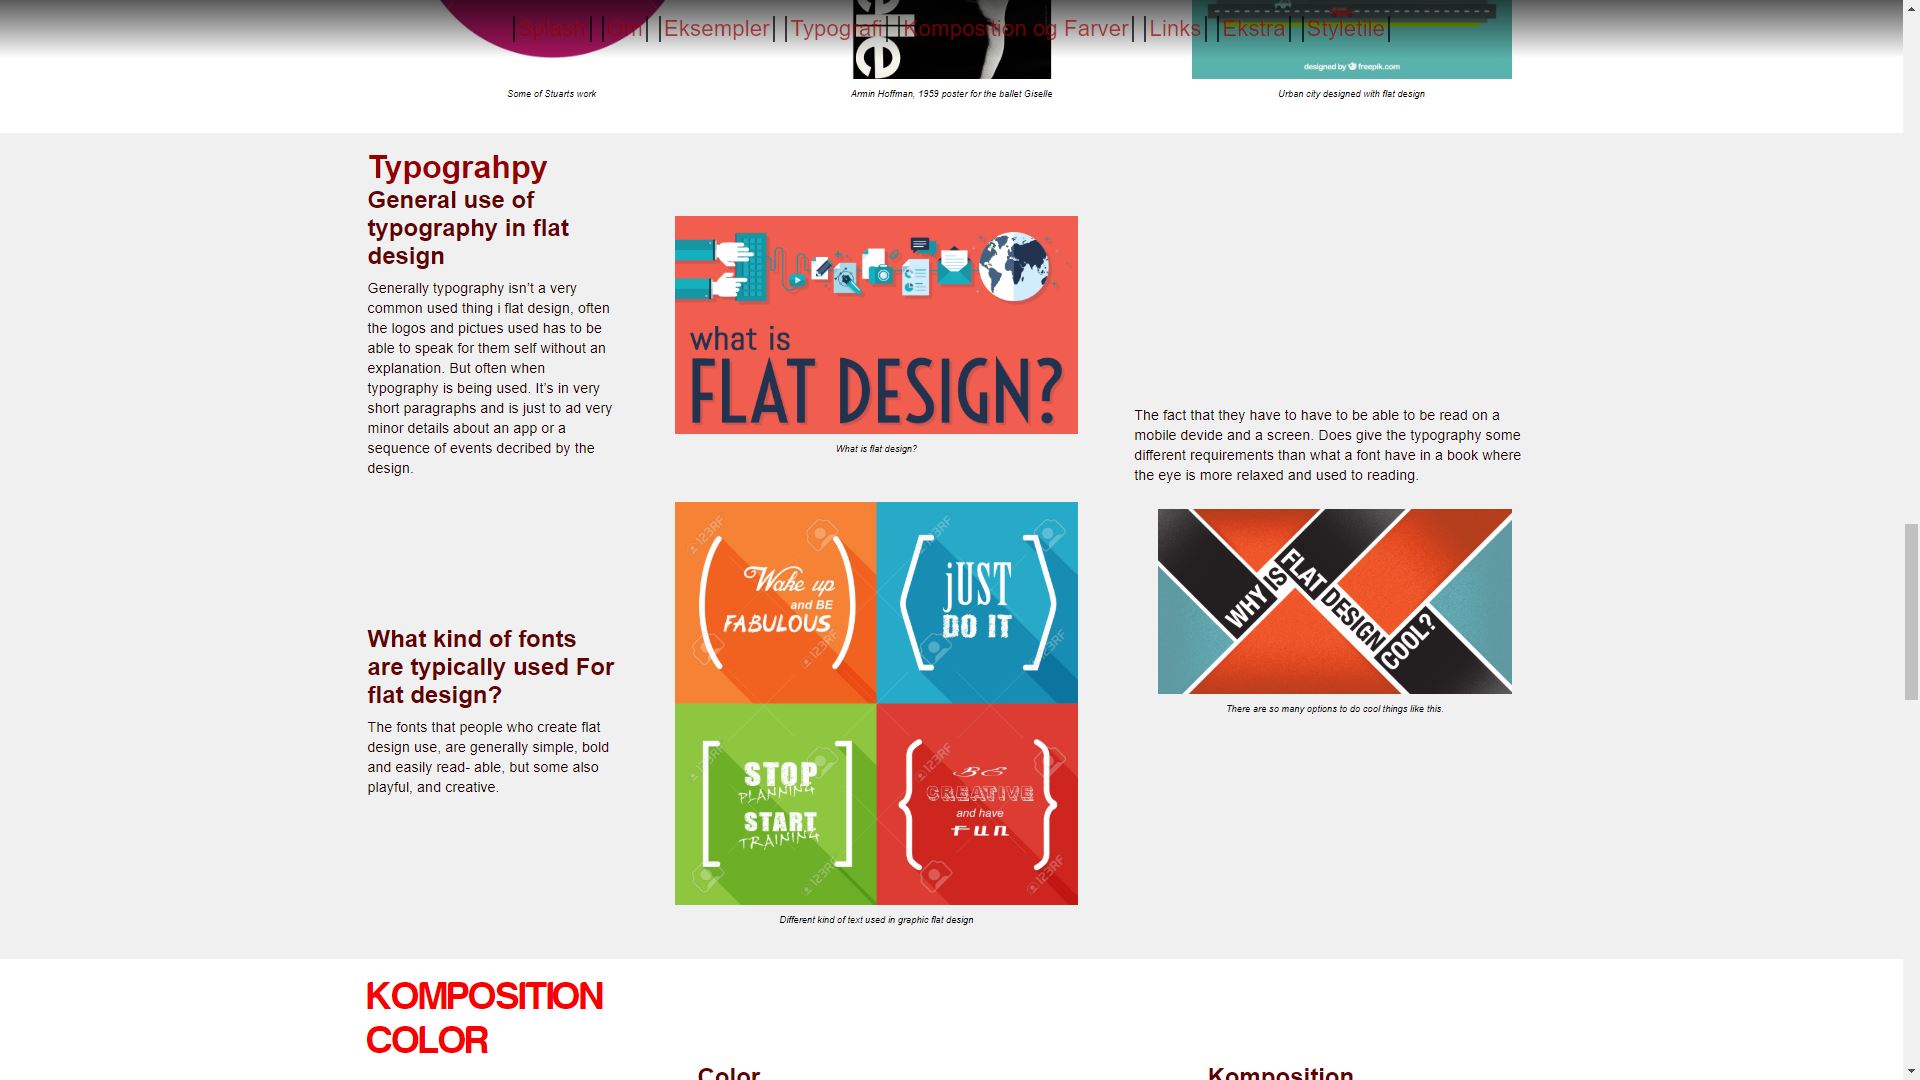 Splash Om Eksempler Typografi Komposition og Farver Links Ekstra Styletile
designed by freepik.com
Some of Stuarts work
Armin Hoffman, 1959 poster for the ballet Giselle
Urban city designed with flat design
Typograhpy
General use of
typography in flat
design
Generally typography isn't a very
common used thing i flat design, often
the logos and pictues used has to be
able to speak for them self without an
explanation. But often when
typography is being used. It's in very
short paragraphs and is just to ad very
minor details about an app or a
sequence of events decribed by the
design.
what is
FLAT DESIGN?
What is flat design?
The fact that they have to have to be able to be read on a
mobile devide and a screen. Does give the typography some
different requirements than what a font have in a book where
the eye is more relaxed and used to reading.
Wake up
and BE
FABULOUS
jUST
DO IT
STOP
PLANNING
START
TRAINING
BE
CREATIVE
and have
FUN
123RF
Different kind of text used in graphic flat design
WHY IS
FLAT DESIGN
COOL?
There are so many options to do cool things like this.
What kind of fonts
are typically used For
flat design?
The fonts that people who create flat
design use, are generally simple, bold
and easily read- able, but some also
playful, and creative.
KOMPOSITION
COLOR
Color
Komposition